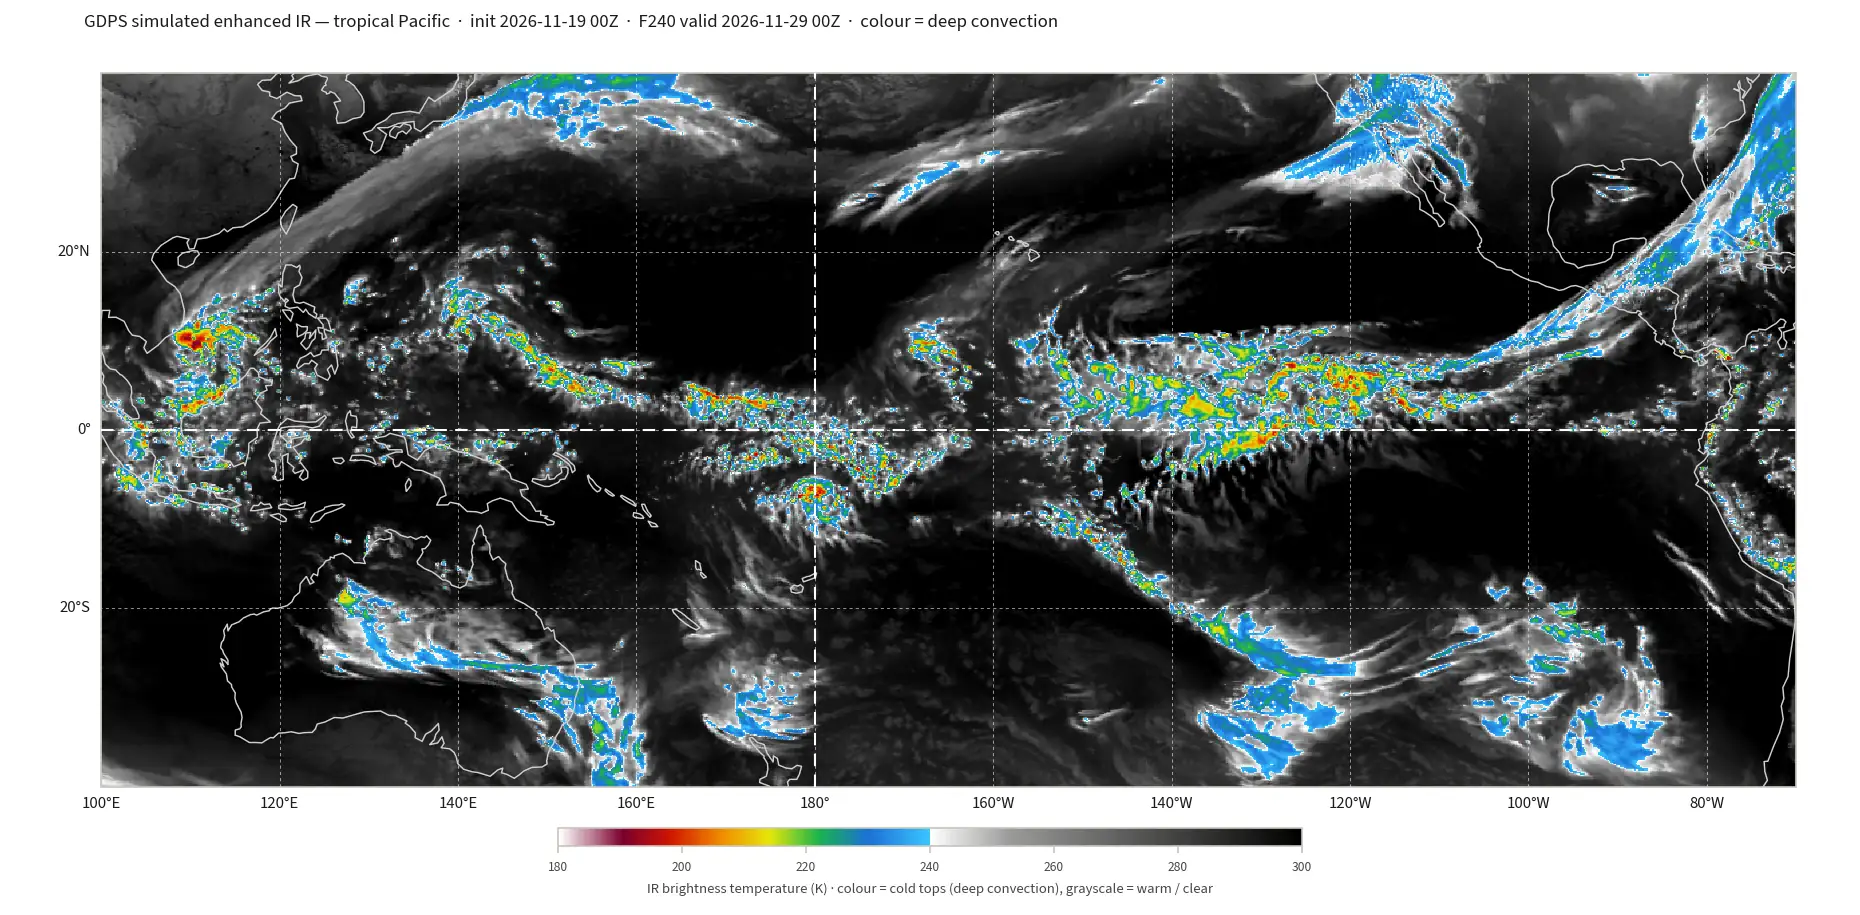 GDPS simulated enhanced IR — tropical Pacific · init 2026-11-19 00Z · F240 valid 2026-11-29 00Z · colour = deep convection
20°N
0°
20°S
100°E 120°E 140°E 160°E 180° 160°W 140°W 120°W 100°W 80°W
180 200 220 240 260 280 300
IR brightness temperature (K) · colour = cold tops (deep convection), grayscale = warm / clear